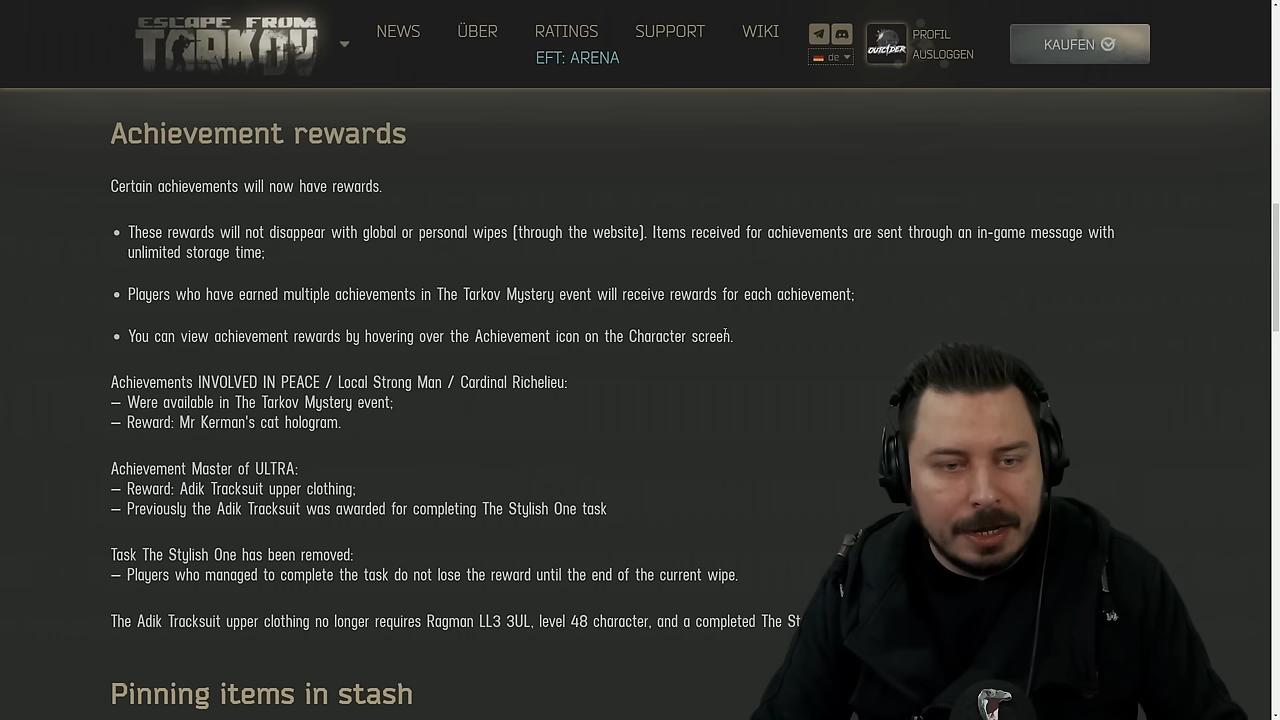 ESCAPE FROM
TARKOV
NEWS
ÜBER
RATINGS
SUPPORT
WIKI
EFT: ARENA
de
OUTCIDER
PROFIL
AUSLOGGEN
KAUFEN
Achievement rewards
Certain achievements will now have rewards.
• These rewards will not disappear with global or personal wipes (through the website). Items received for achievements are sent through an in-game message with
unlimited storage time;
• Players who have earned multiple achievements in The Tarkov Mystery event will receive rewards for each achievement;
• You can view achievement rewards by hovering over the Achievement icon on the Character screen.
Achievements INVOLVED IN PEACE / Local Strong Man / Cardinal Richelieu:
– Were available in The Tarkov Mystery event;
– Reward: Mr Kerman's cat hologram.
Achievement Master of ULTRA:
– Reward: Adik Tracksuit upper clothing;
– Previously the Adik Tracksuit was awarded for completing The Stylish One task
Task The Stylish One has been removed:
– Players who managed to complete the task do not lose the reward until the end of the current wipe.
The Adik Tracksuit upper clothing no longer requires Ragman LL3 3UL, level 48 character, and a completed The St
Pinning items in stash